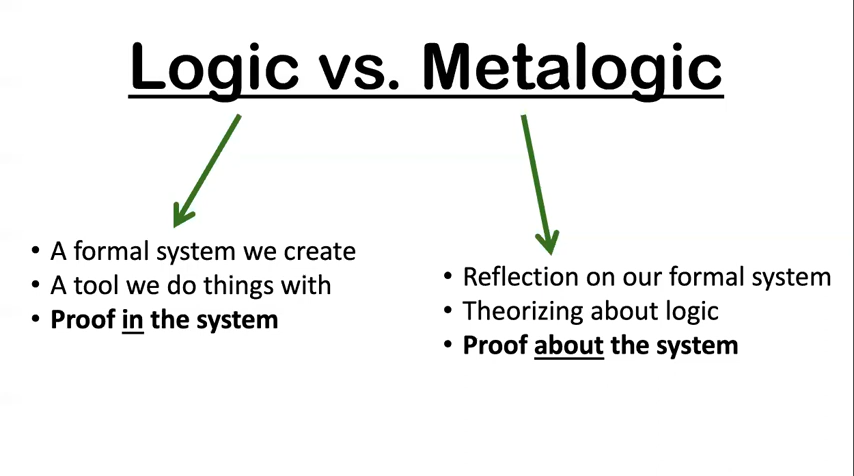 Logic vs. Metalogic
• A formal system we create
• A tool we do things with
• Proof in the system
• Reflection on our formal system
• Theorizing about logic
• Proof about the system